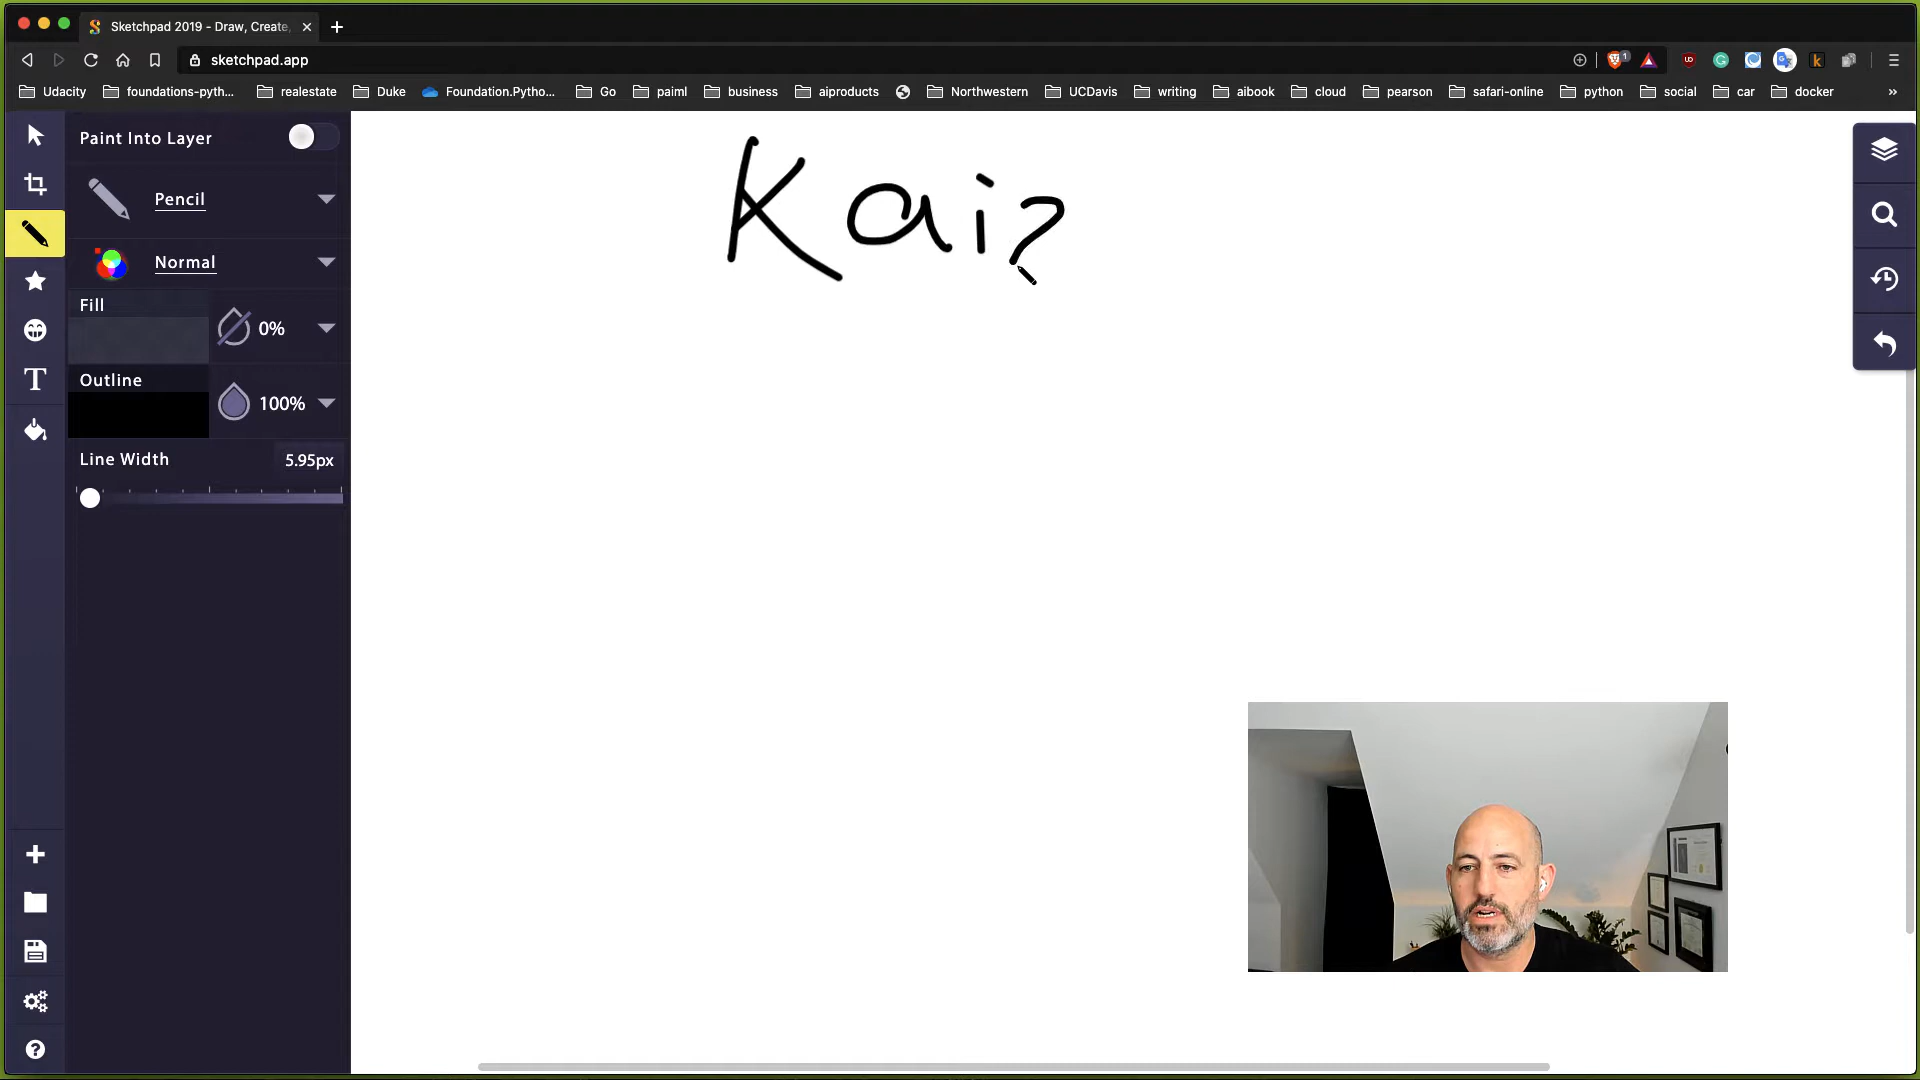 Sketchpad 2019 - Draw, Create,
sketchpad.app
1
Udacity foundations-pyth... realestate Duke Foundation.Pytho... Go paiml business aiproducts Northwestern UCDavis writing aibook cloud pearson safari-online python social car docker »
Paint Into Layer
Pencil
Normal
Fill
0%
Outline
100%
Line Width 5.95px
T
Kai?